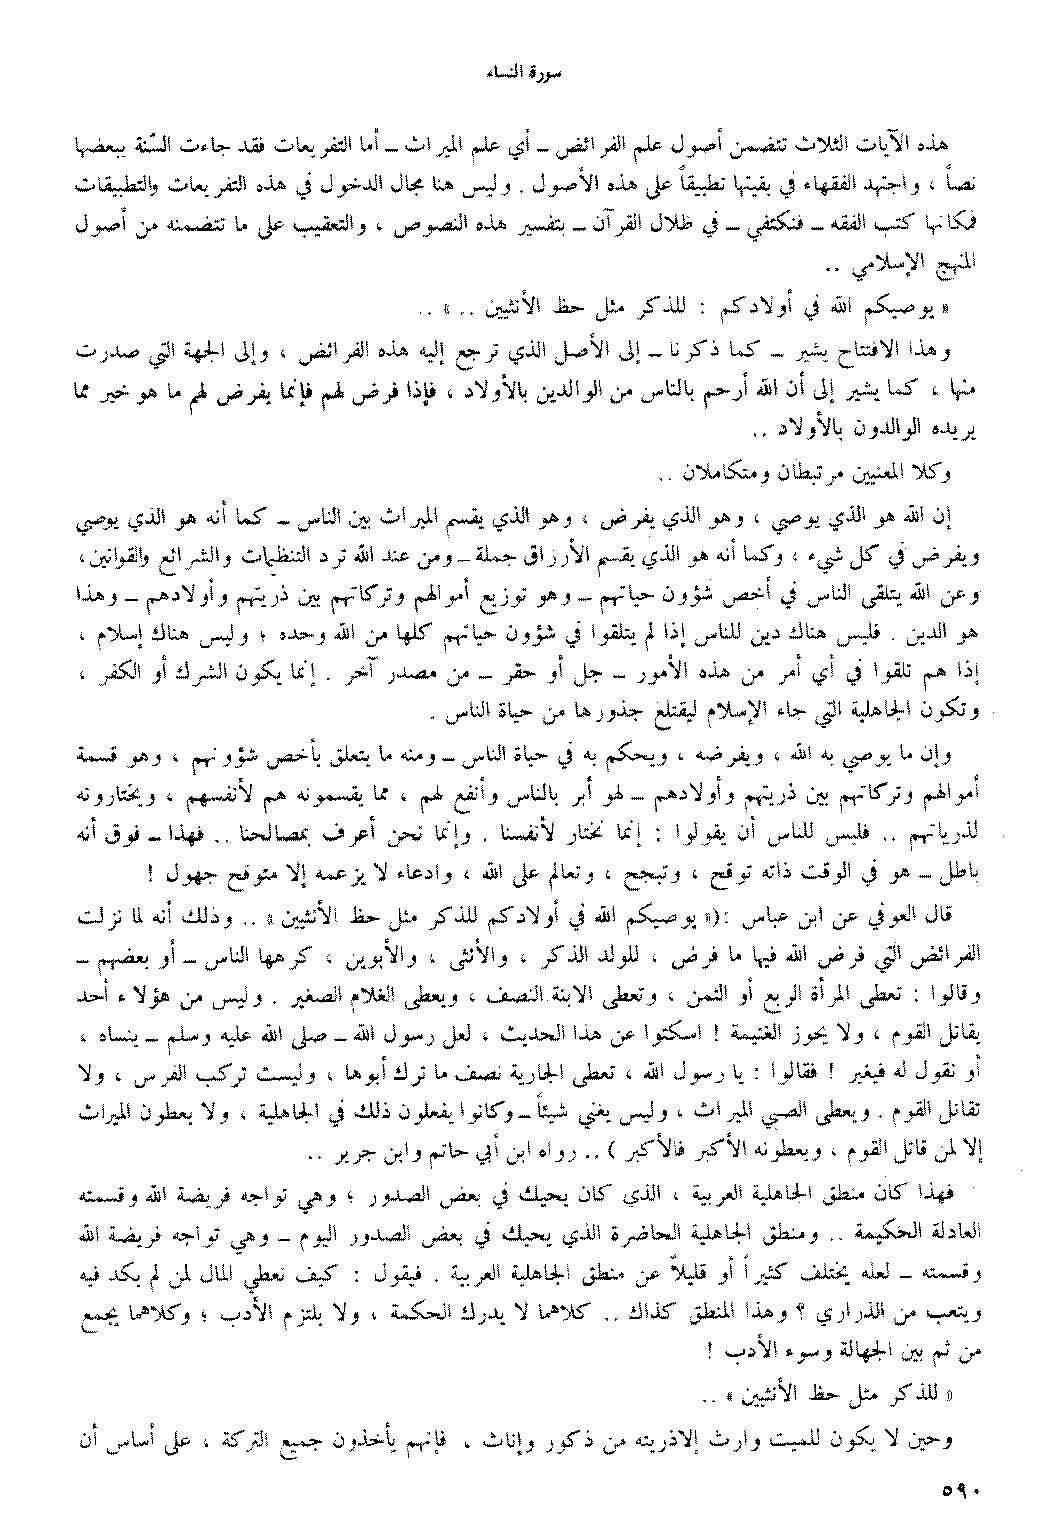 سورة النساء
هذه الآيات الثلاث تتضمن أصول علم الفرائض – أي علم الميراث – أما التفريعات فقد جاءت السّنة ببعضها
نصاً ، واجتهد الفقهاء في بقيتها تطبيقاً على هذه الأصول . وليس هنا مجال الدخول في هذه التفريعات والتطبيقات
فمكانها كتب الفقه – فنكتفي – في ظلال القرآن – بتفسير هذه النصوص ، والتعقيب على ما تتضمنه من أصول
المنهج الإسلامي ..
« يوصيكم الله في أولادكم : للذكر مثل حظ الأنثيين .. » ..
وهذا الافتتاح يشير – كما ذكرنا – إلى الأصل الذي ترجع إليه هذه الفرائض ، وإلى الجهة التي صدرت
منها ، كما يشير إلى أن الله أرحم بالناس من الوالدين بالأولاد ، فإذا فرض لهم فإنما يفرض لهم ما هو خير مما
يريده الوالدون بالأولاد ..
وكلا المعنيين مرتبطان ومتكاملان ..
إن الله هو الذي يوصي ، وهو الذي يفرض ، وهو الذي يقسم الميراث بين الناس – كما أنه هو الذي يوصي
ويفرض في كل شيء ، وكما أنه هو الذي يقسم الأرزاق جملة – ومن عند الله ترد التنظيمات والشرائع والقوانين،
وعن الله يتلقى الناس في أخص شؤون حياتهم – وهو توزيع أموالهم وتركاتهم بين ذريتهم وأولادهم – وهذا
هو الدين . فليس هناك دين للناس إذا لم يتلقوا في شؤون حياتهم كلها من الله وحده ؛ وليس هناك إسلام ،
إذا هم تلقوا في أي أمر من هذه الأمور – جل أو حقر – من مصدر آخر . إنما يكون الشرك أو الكفر ،
وتكون الجاهلية التي جاء الإسلام ليقتلع جذورها من حياة الناس .
وإن ما يوصي به الله ، ويفرضه ، ويحكم به في حياة الناس – ومنه ما يتعلق بأخص شؤونهم ، وهو قسمة
أموالهم وتركاتهم بين ذريتهم وأولادهم – لهو أبر بالناس وأنفع لهم ، مما يقسمونه هم لأنفسهم ، ويختارونه
لذرياتهم .. فليس للناس أن يقولوا : إنما نختار لأنفسنا . وإنما نحن أعرف بمصالحنا .. فهذا – فوق أنه
باطل – هو في الوقت ذاته توقح ، وتبجح ، وتعالم على الله ، وادعاء لا يزعمه إلا متوقح جهول !
قال العوفي عن ابن عباس :(« يوصيكم الله في أولادكم للذكر مثل حظ الأنثيين » .. وذلك أنه لما نزلت
الفرائض التي فرض الله فيها ما فرض ، للولد الذكر ، والأنثى ، والأبوين ، كرهها الناس – أو بعضهم –
وقالوا : تعطى المرأة الربع أو الثمن ، وتعطى الابنة النصف ، ويعطى الغلام الصغير . وليس من هؤلاء أحد
يقاتل القوم ، ولا يحوز الغنيمة ! اسكتوا عن هذا الحديث ، لعل رسول الله – صلى الله عليه وسلم – ينساه ،
أو نقول له فيغير ! فقالوا : يا رسول الله ، تعطى الجارية نصف ما ترك أبوها ، وليست تركب الفرس ، ولا
تقاتل القوم . ويعطى الصبي الميراث ، وليس يغني شيئاً – وكانوا يفعلون ذلك في الجاهلية ، ولا يعطون الميراث
إلا لمن قاتل القوم ، ويعطونه الأكبر فالأكبر ) .. رواه ابن أبي حاتم وابن جرير ..
فهذا كان منطق الجاهلية العربية ، الذي كان يحيك في بعض الصدور ؛ وهي تواجه فريضة الله وقسمته
العادلة الحكيمة .. ومنطق الجاهلية الحاضرة الذي يحيك في بعض الصدور اليوم – وهي تواجه فريضة الله
وقسمته – لعله يختلف كثيراً أو قليلاً عن منطق الجاهلية العربية . فيقول : كيف نعطي المال لمن لم يكد فيه
ويتعب من الذراري ؟ وهذا المنطق كذاك .. كلاهما لا يدرك الحكمة ، ولا يلتزم الأدب ؛ وكلاهما يجمع
من ثم بين الجهالة وسوء الأدب !
« للذكر مثل حظ الأنثيين » ..
وحين لا يكون للميت وارث إلا ذريته من ذكور وإناث ، فإنهم يأخذون جميع التركة ، على أساس أن
٥٩٠